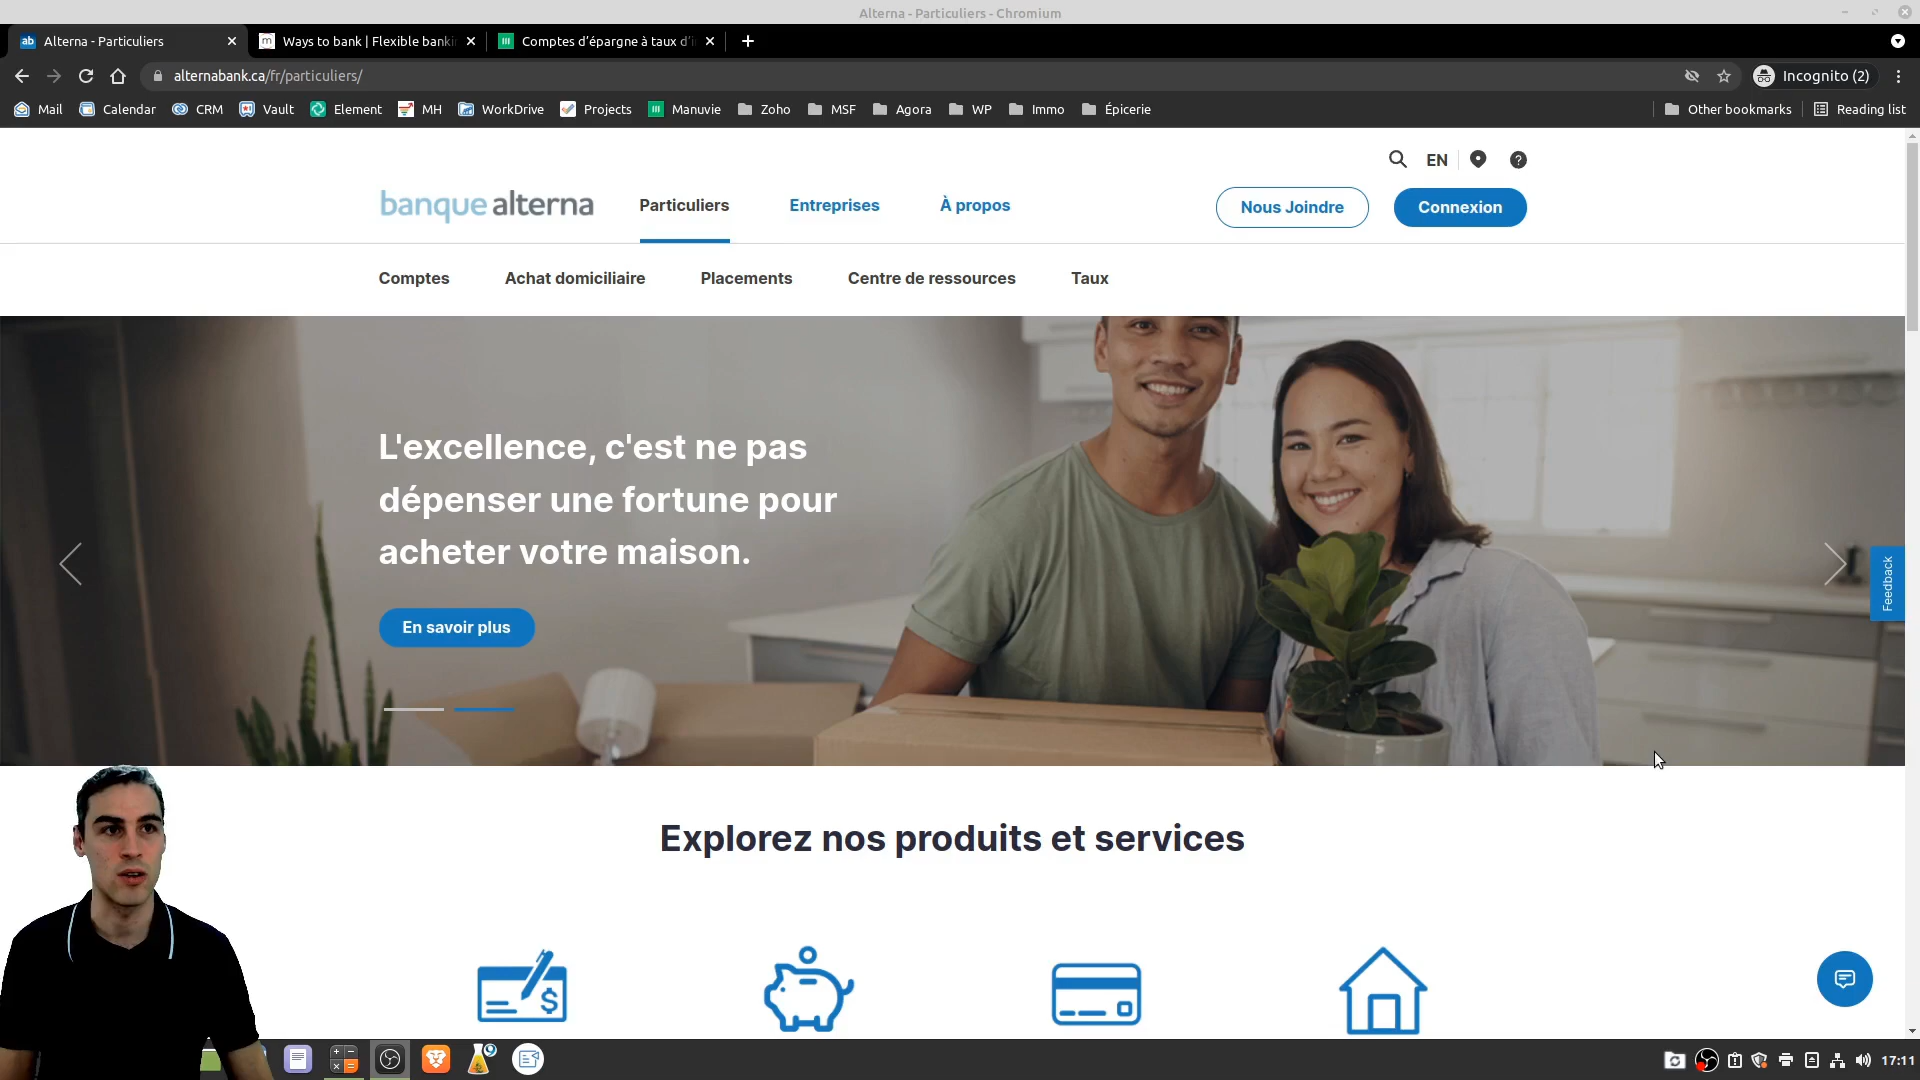 Alterna - Particuliers - Chromium
Alterna - Particuliers
Ways to bank | Flexible banki
Comptes d'épargne à taux d'i
alternabank.ca/fr/particuliers/
Incognito (2)
Mail
Calendar
CRM
Vault
Element
MH
WorkDrive
Projects
Manuvie
Zoho
MSF
Agora
WP
Immo
Épicerie
Other bookmarks
Reading list
EN
banque alterna
Particuliers
Entreprises
À propos
Nous Joindre
Connexion
Comptes
Achat domiciliaire
Placements
Centre de ressources
Taux
L'excellence, c'est ne pas
dépenser une fortune pour
acheter votre maison.
En savoir plus
Feedback
Explorez nos produits et services
17:11